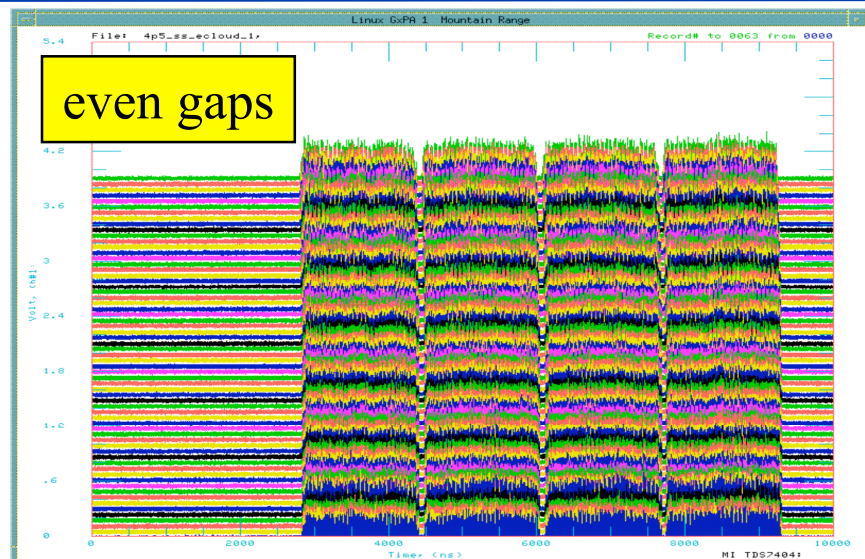 Linux GxPA 1 Mountain Range
File: 4p5_ss_ecloud_1,
Record# to 0063 from 0000
even gaps
5.4
4.2
3.6
3
2.4
1.8
1.2
.6
0
Volt, Ch#1:
0 2000 4000 6000 8000 10000
Time, (ns)
MI TDS7404: